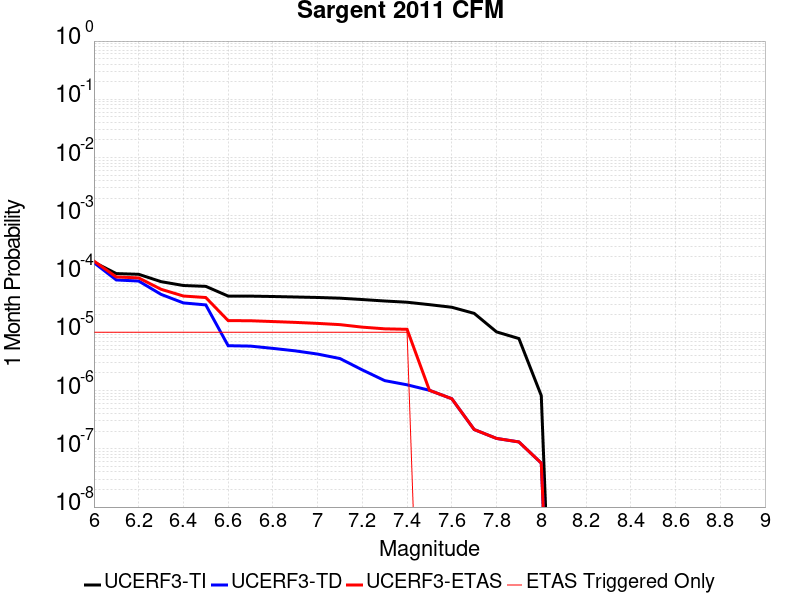 Sargent 2011 CFM
10^0
10^-1
10^-2
10^-3
10^-4
10^-5
10^-6
10^-7
10^-8
1 Month Probability
6 6.2 6.4 6.6 6.8 7 7.2 7.4 7.6 7.8 8 8.2 8.4 8.6 8.8 9
Magnitude
UCERF3-TI UCERF3-TD UCERF3-ETAS ETAS Triggered Only